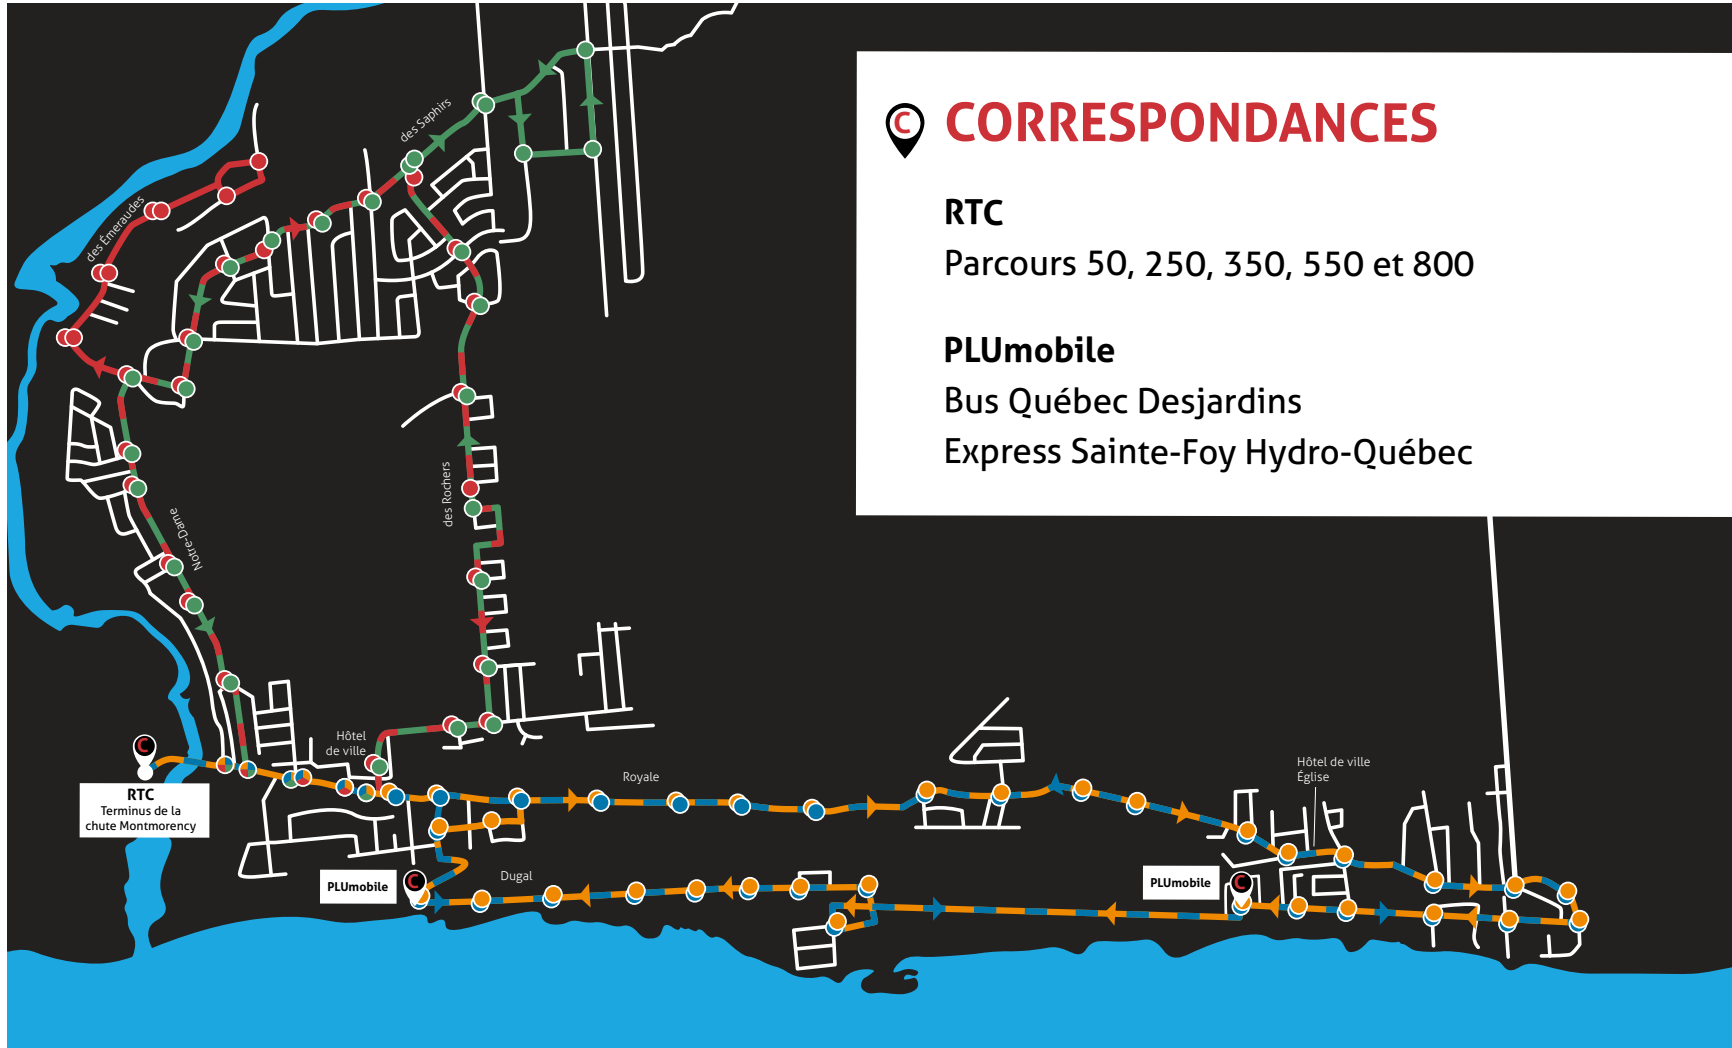 C CORRESPONDANCES
RTC
Parcours 50, 250, 350, 550 et 800
PLUmobile
Bus Québec Desjardins
Express Sainte-Foy Hydro-Québec
des Saphirs
des Émeraudes
des Rochers
Notre-Dame
Hôtel
de ville
C
RTC
Terminus de la
chute Montmorency
Royale
Hôtel de ville
Église
C
PLUmobile
Dugal
C
PLUmobile